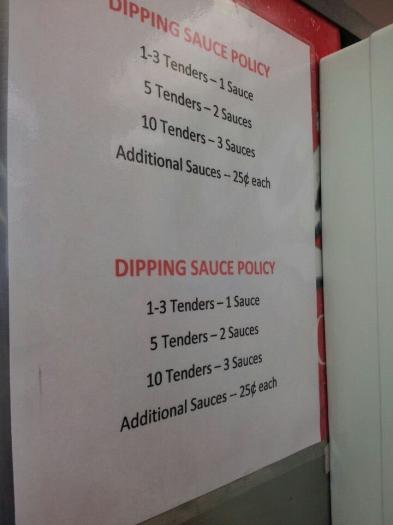 DIPPING SAUCE POLICY
1-3 Tenders – 1 Sauce
5 Tenders – 2 Sauces
10 Tenders – 3 Sauces
Additional Sauces -- 25¢ each
DIPPING SAUCE POLICY
1-3 Tenders – 1 Sauce
5 Tenders – 2 Sauces
10 Tenders – 3 Sauces
Additional Sauces -- 25¢ each